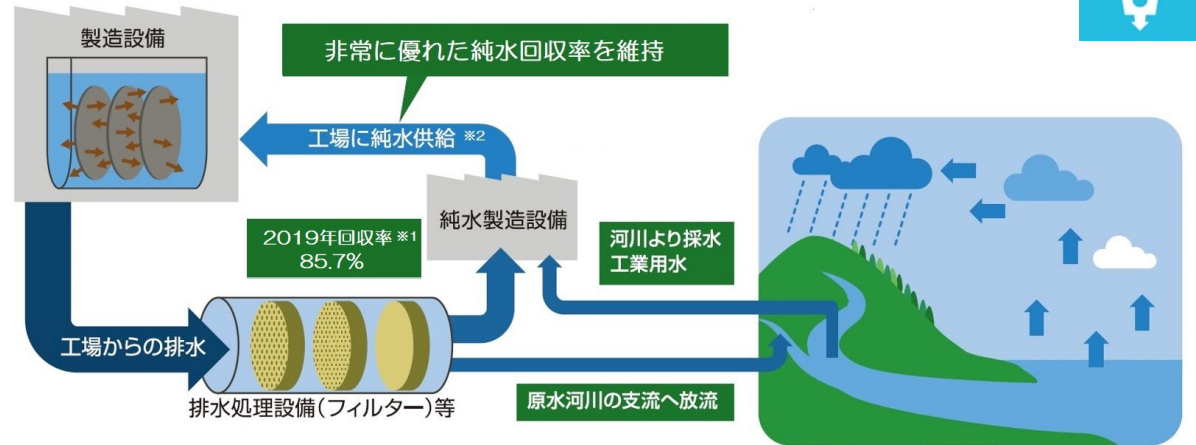 製造設備
非常に優れた純水回収率を維持
工場に純水供給 ※2
純水製造設備
2019年回収率 ※1
85.7%
河川より採水
工業用水
工場からの排水
排水処理設備(フィルター)等
原水河川の支流へ放流